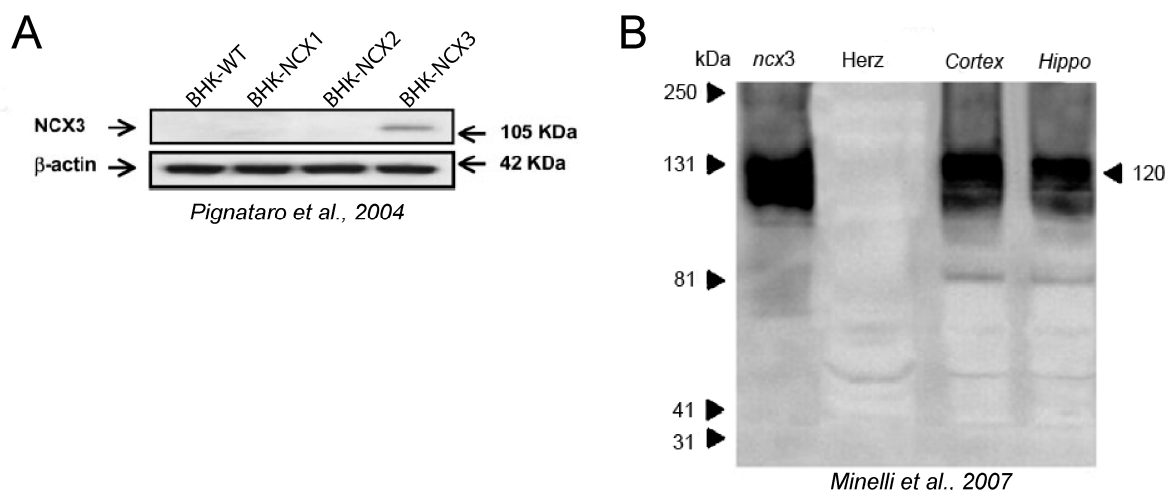 A
BHK-WT
BHK-NCX1
BHK-NCX2
BHK-NCX3
NCX3
105 KDa
β-actin
42 KDa
Pignataro et al., 2004
B
kDa ncx3 Herz Cortex Hippo
250
131
120
81
41
31
Minelli et al., 2007